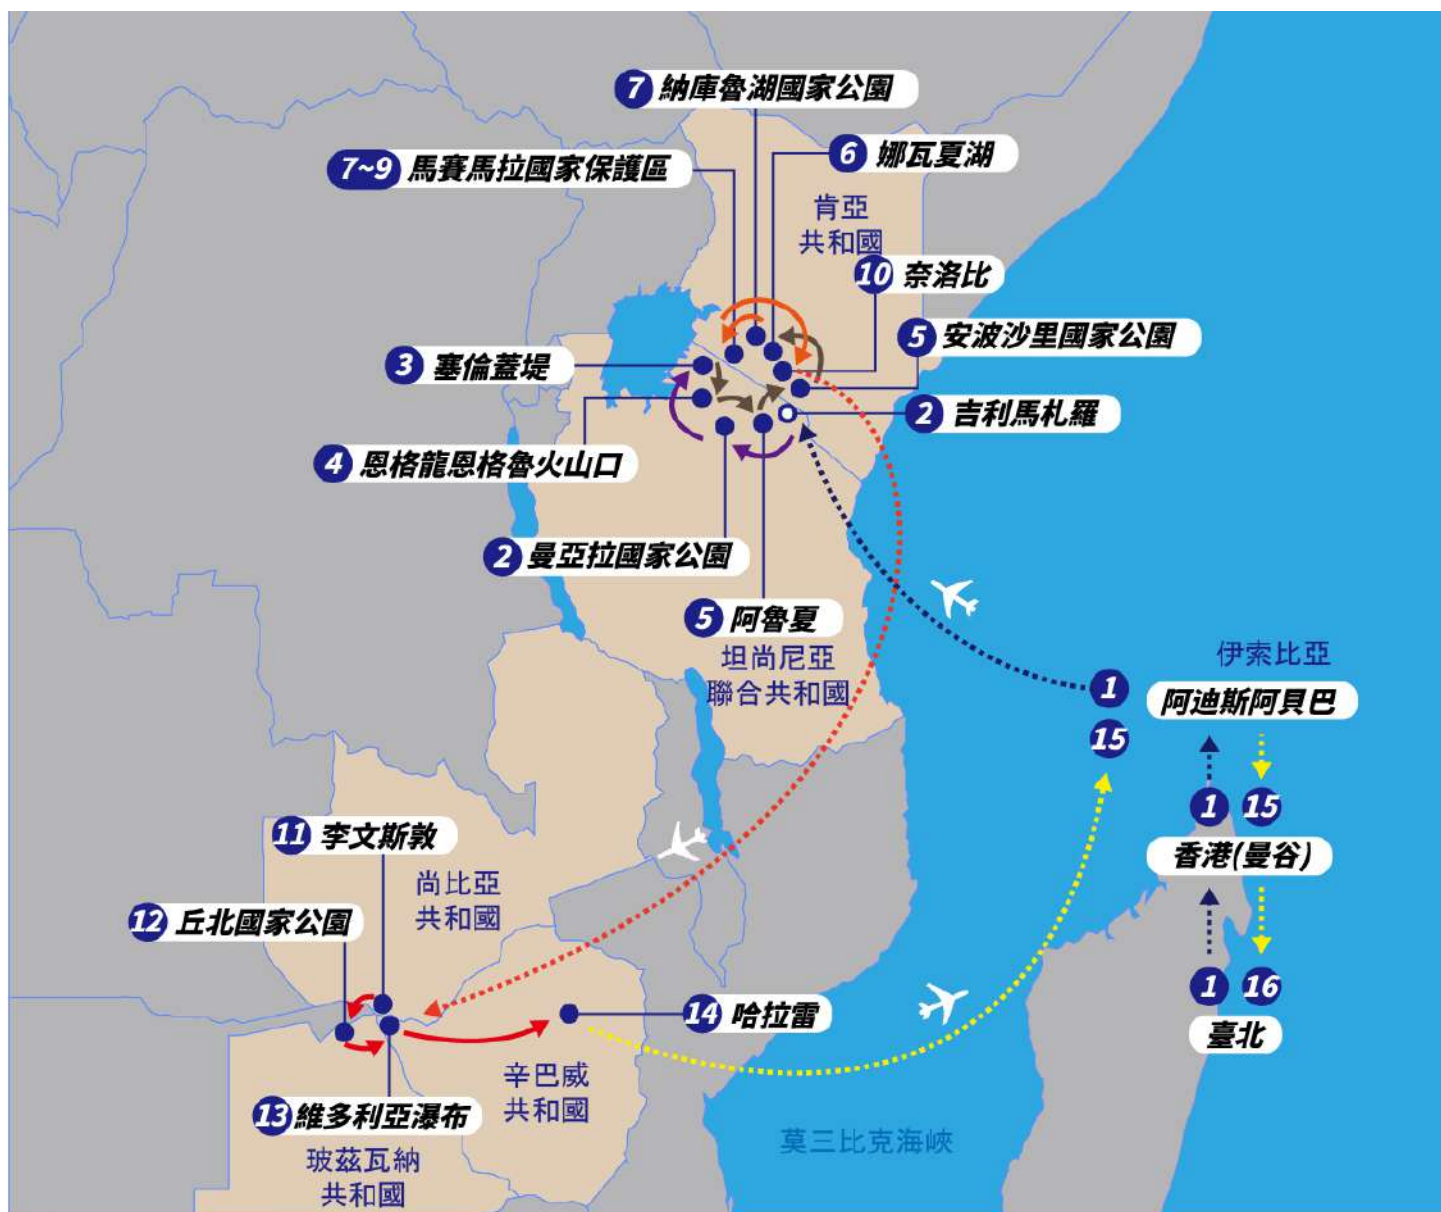 7 納庫魯湖國家公園
6 娜瓦夏湖
7~9 馬賽馬拉國家保護區
肯亞
共和國
10 奈洛比
5 安波沙里國家公園
3 塞倫蓋堤
2 吉利馬札羅
4 恩格龍恩格魯火山口
2 曼亞拉國家公園
5 阿魯夏
坦尚尼亞
聯合共和國
伊索比亞
1
阿迪斯阿貝巴
15
1 15
香港(曼谷)
11 李文斯敦
尚比亞
共和國
12 丘北國家公園
1 16
臺北
14 哈拉雷
辛巴威
共和國
13 維多利亞瀑布
玻茲瓦納
共和國
莫三比克海峽